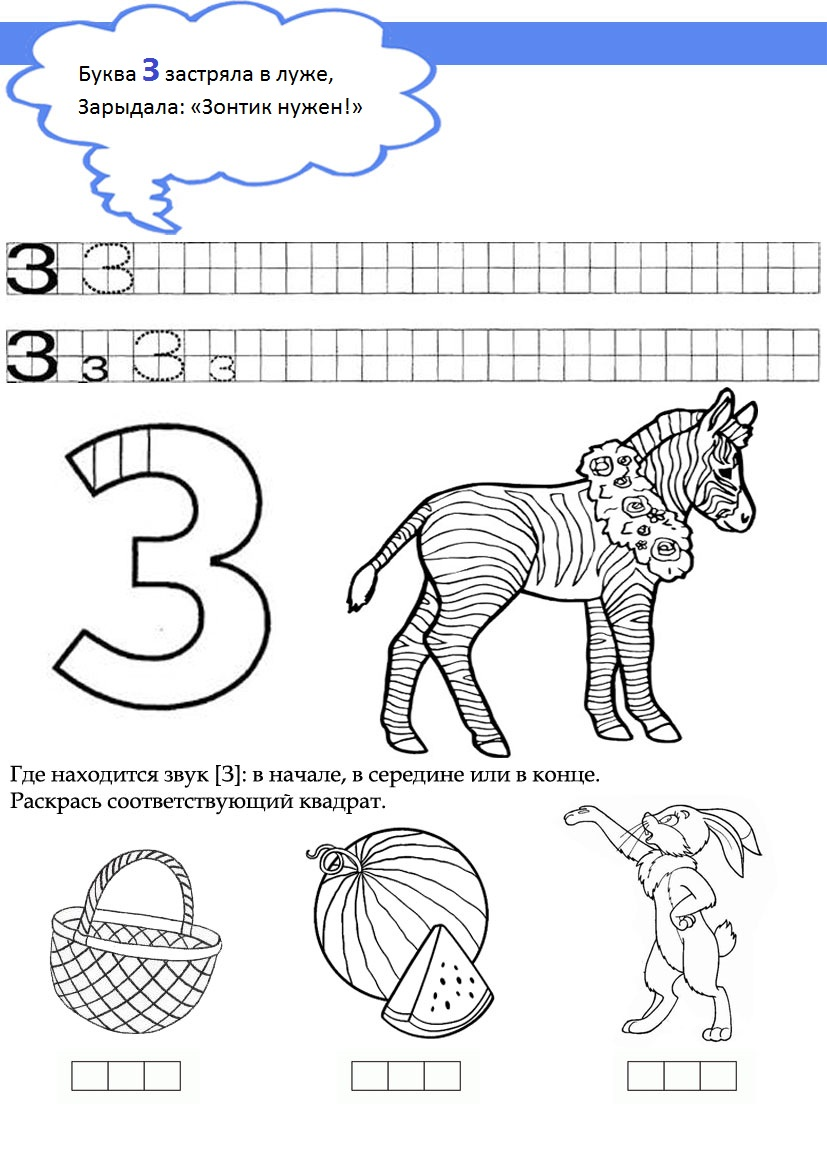 Буква З застряла в луже,
Зарыдала: «Зонтик нужен!»
З З
З з З з
З
Где находится звук [З]: в начале, в середине или в конце.
Раскрась соответствующий квадрат.